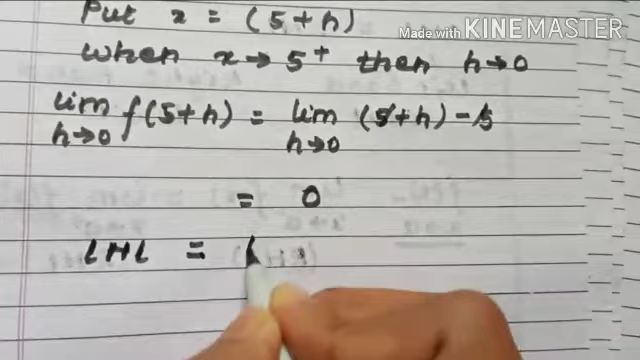 Made with KINEMASTER
Put x = (5+h)
when x→5⁺ then h→0
lim f(5+h) = lim (5+h)-5
h→0 h→0
= 0
LHL =